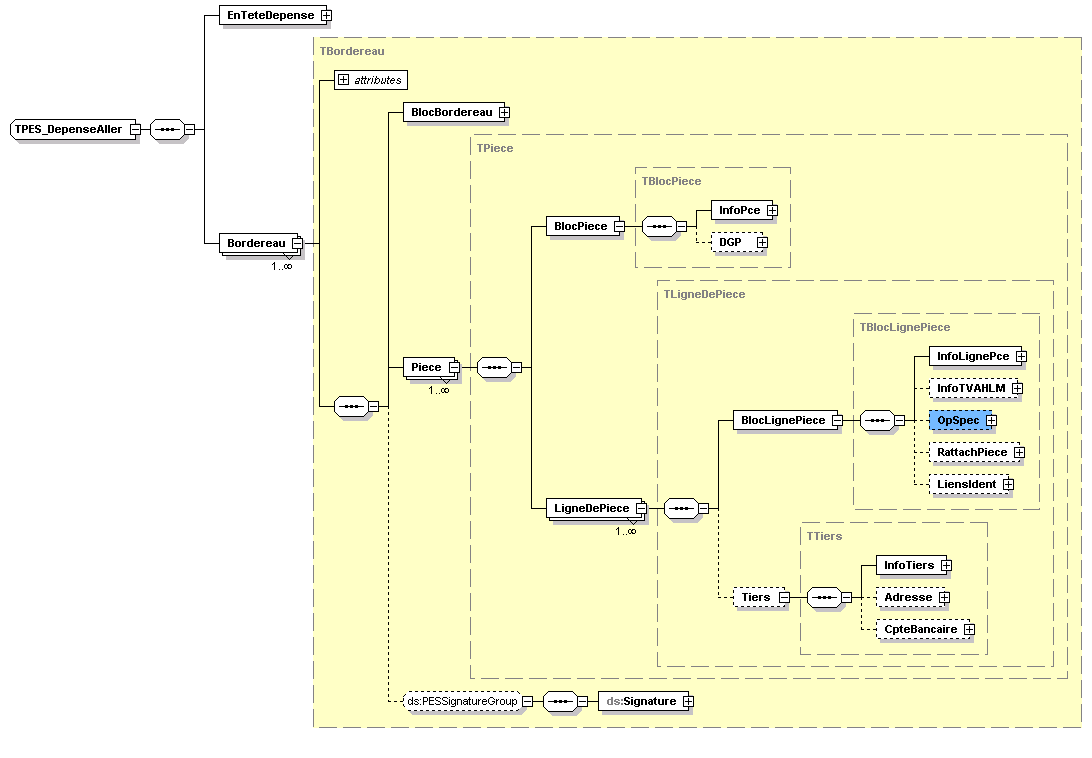 EnTeteDepense
TBordereau
attributes
BlocBordereau
TPES_DepenseAller
TPiece
TBlocPiece
InfoPce
BlocPiece
DGP
Bordereau
1..∞
TLigneDePiece
TBlocLignePiece
InfoLignePce
Piece
1..∞
InfoTVAHLM
BlocLignePiece
OpSpec
RattachPiece
LiensIdent
LigneDePiece
1..∞
TTiers
InfoTiers
Tiers
Adresse
CpteBancaire
ds:PESSignatureGroup
ds:Signature